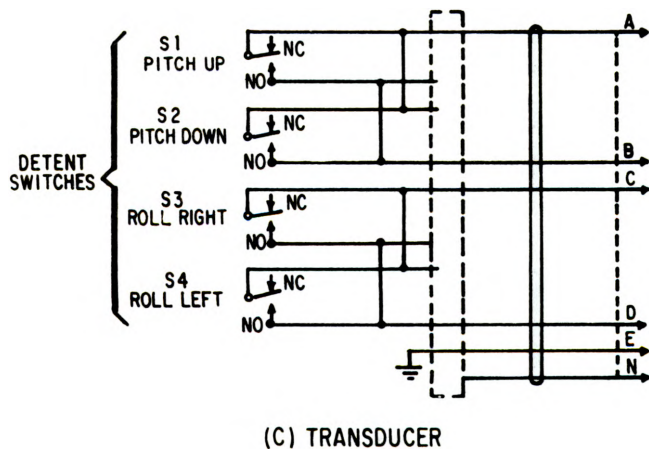 A
S1
PITCH UP
NC
NO
S2
PITCH DOWN
NC
NO
B
DETENT
SWITCHES
C
S3
ROLL RIGHT
NC
NO
S4
ROLL LEFT
NC
NO
D
E
N
(C) TRANSDUCER